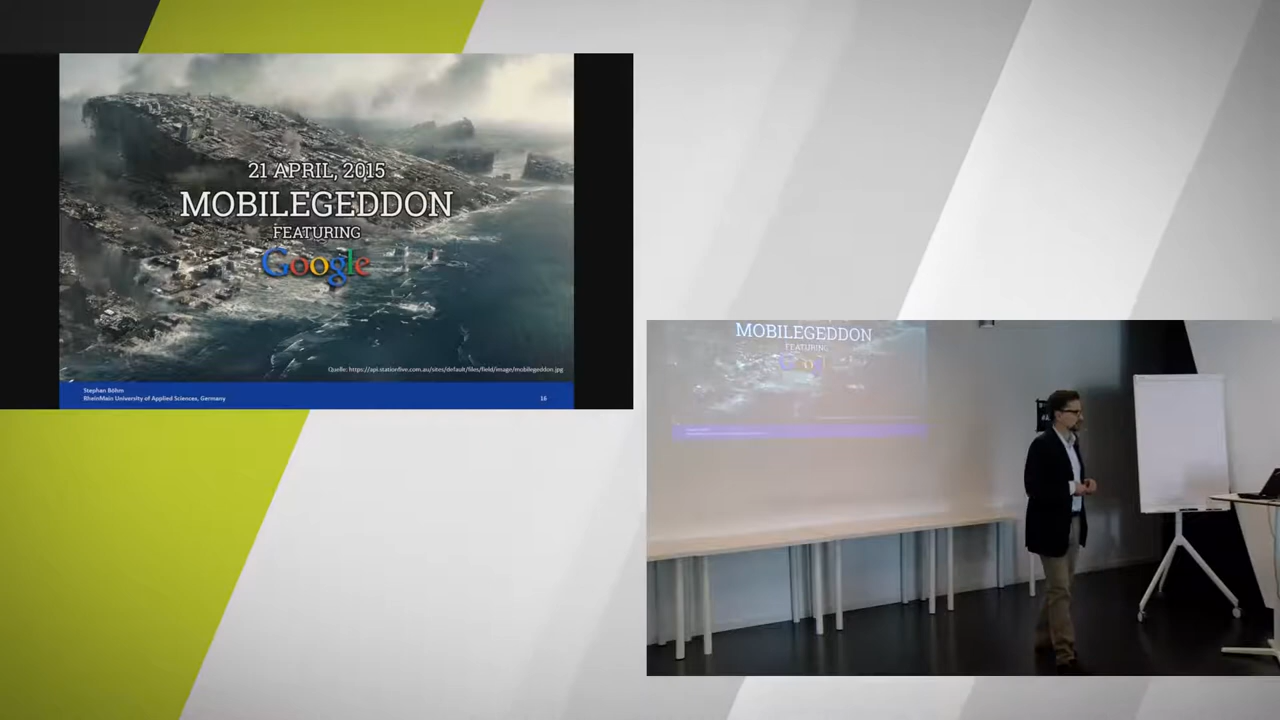 21 APRIL, 2015
MOBILEGEDDON
FEATURING
Google
Quelle: https://api.stationfive.com.au/sites/default/files/field/image/mobilegeddon.jpg
Stephan Böhm
RheinMain University of Applied Sciences, Germany
16
MOBILEGEDDON
FEATURING